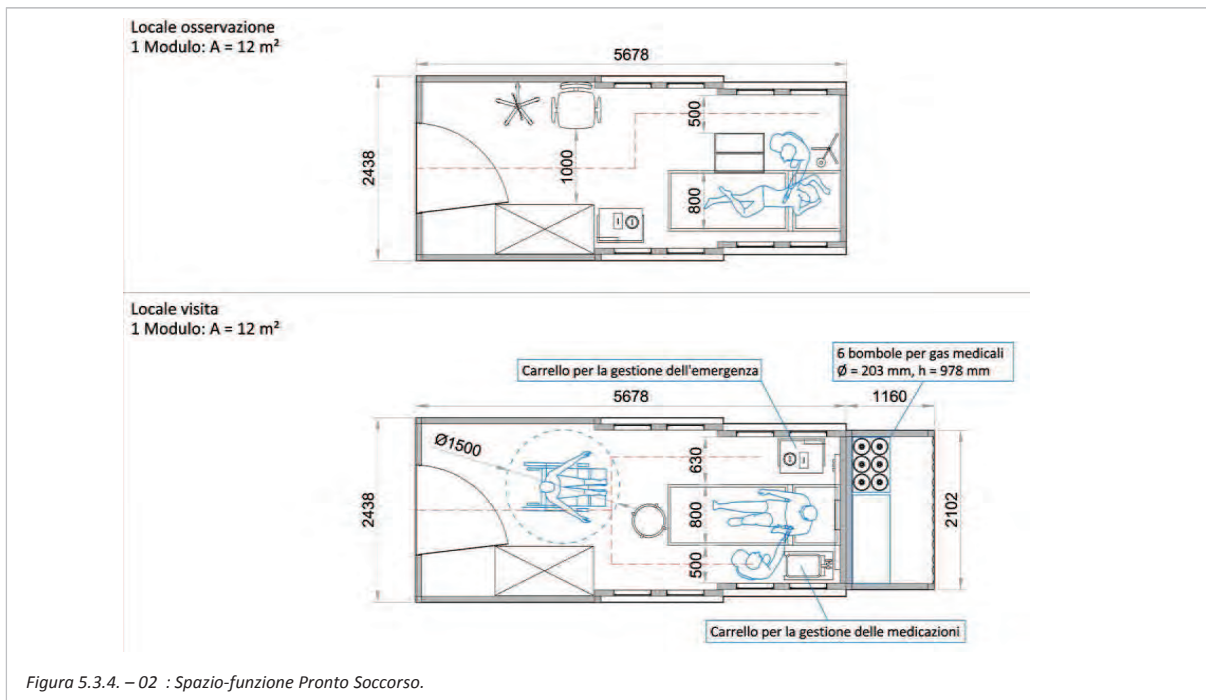 Locale osservazione
1 Modulo: A = 12 m²
5678
2438
500
1000
800
Locale visita
1 Modulo: A = 12 m²
Carrello per la gestione dell'emergenza
6 bombole per gas medicali
Ø = 203 mm, h = 978 mm
5678
1160
Ø1500
630
2438
800
2102
500
Carrello per la gestione delle medicazioni
Figura 5.3.4. – 02 : Spazio-funzione Pronto Soccorso.